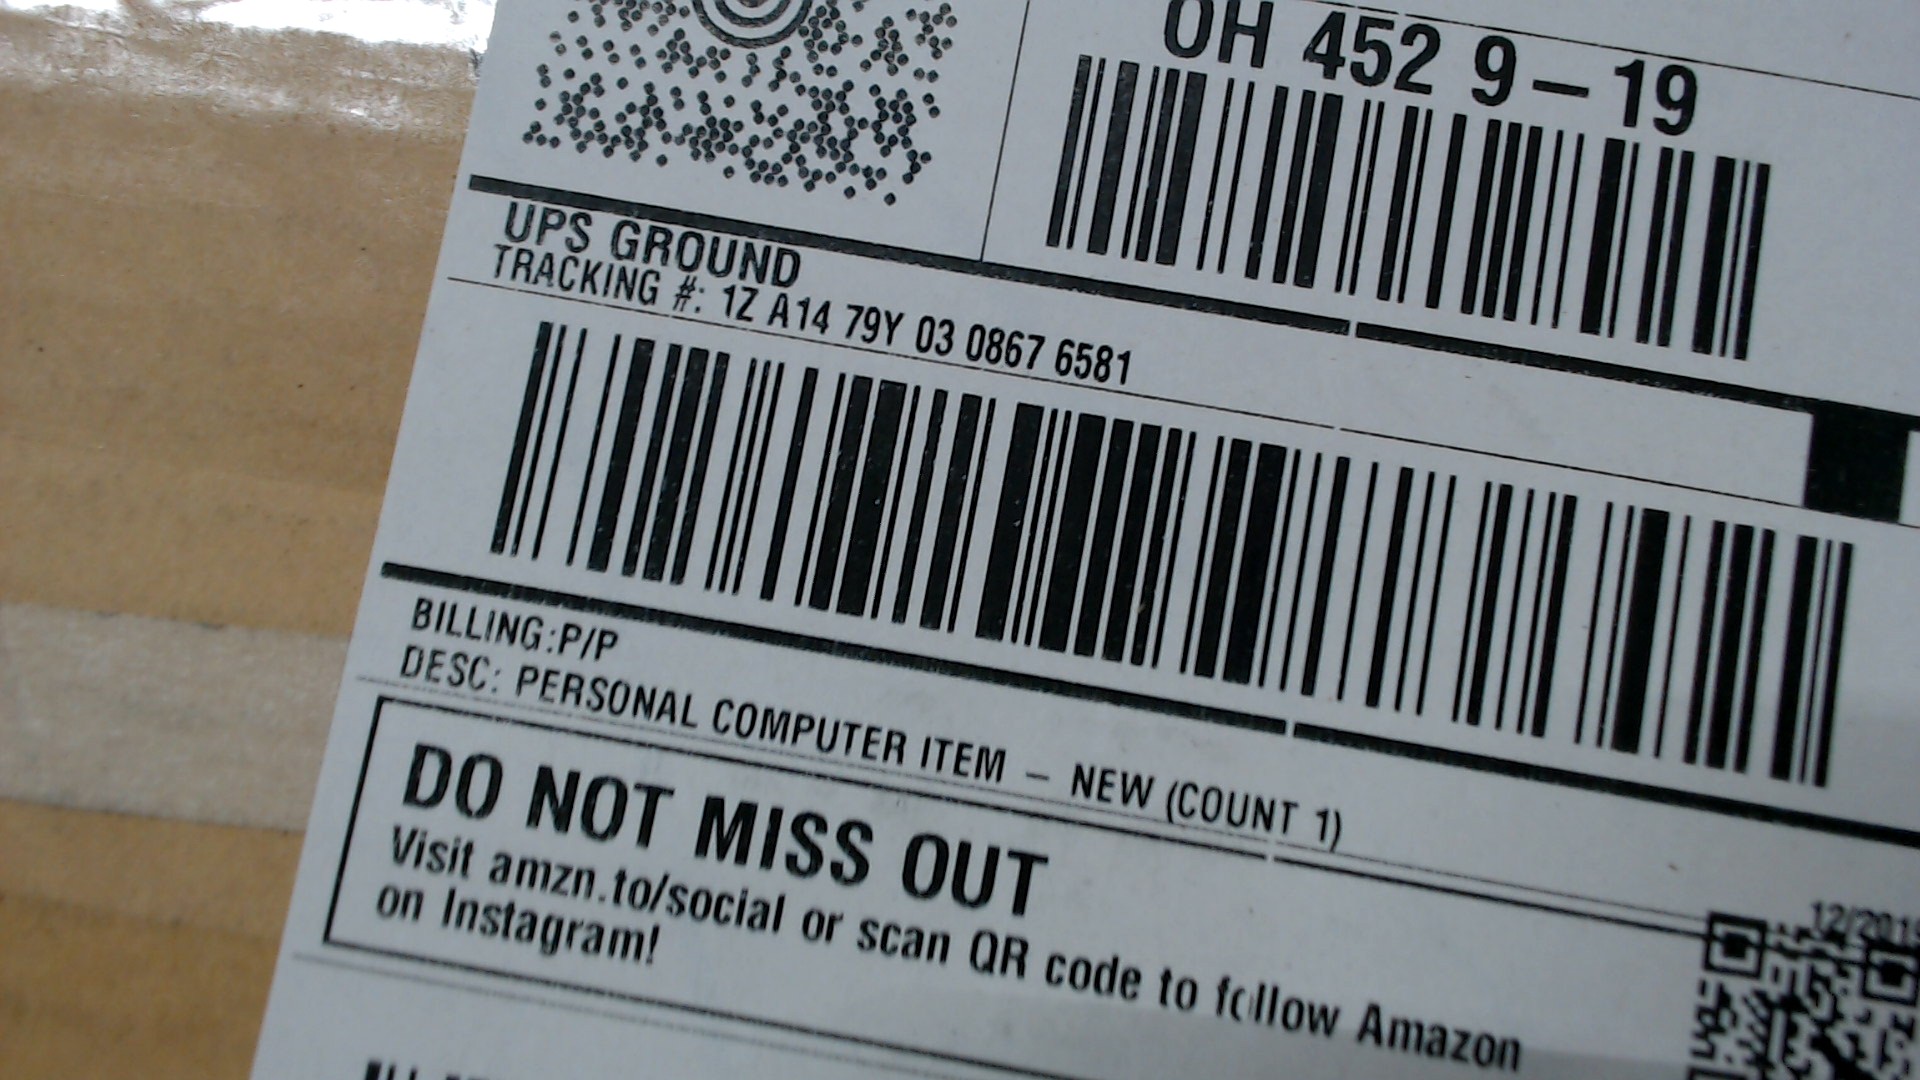 OH 452 9-19
UPS GROUND
TRACKING #: 1Z A14 79Y 03 0867 6581
BILLING:P/P
DESC: PERSONAL COMPUTER ITEM - NEW (COUNT 1)
DO NOT MISS OUT
Visit amzn.to/social or scan QR code to follow Amazon
on Instagram!
12/2019